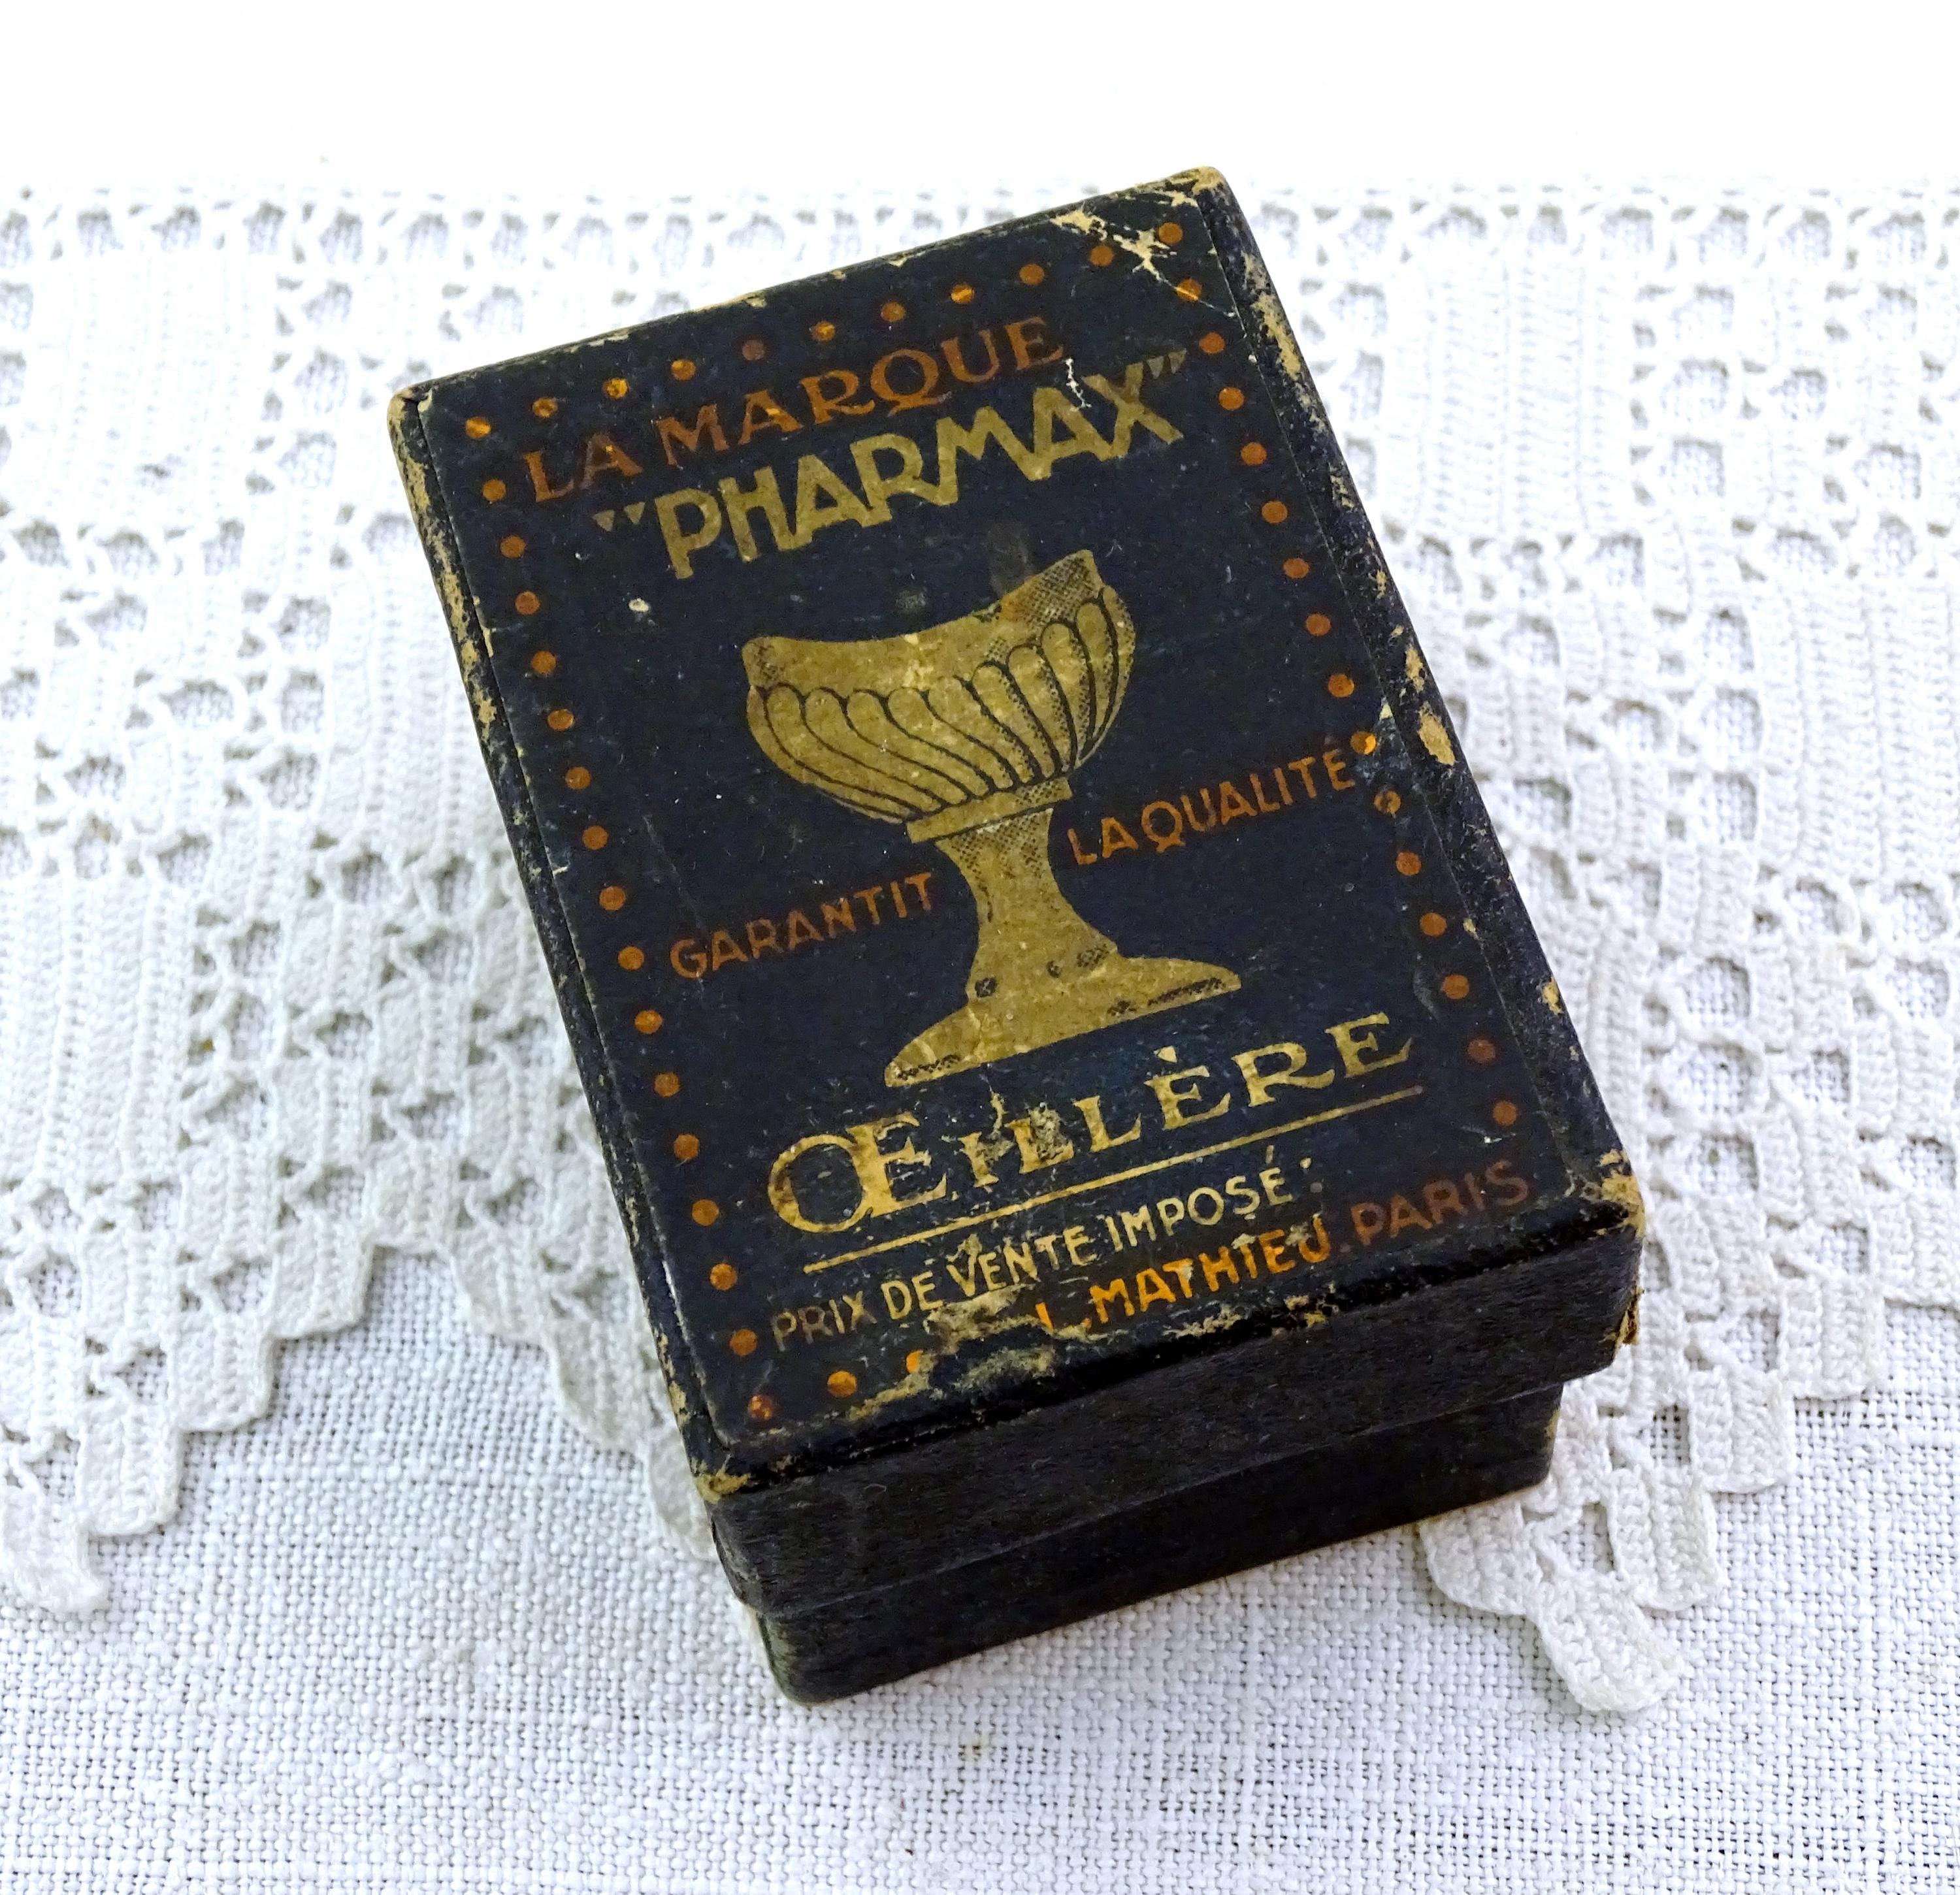 LA MARQUE
"PHARMAX"
GARANTIT LA QUALITÉ
ŒILLÈRE
PRIX DE VENTE IMPOSÉ :
L. MATHIEU. PARIS